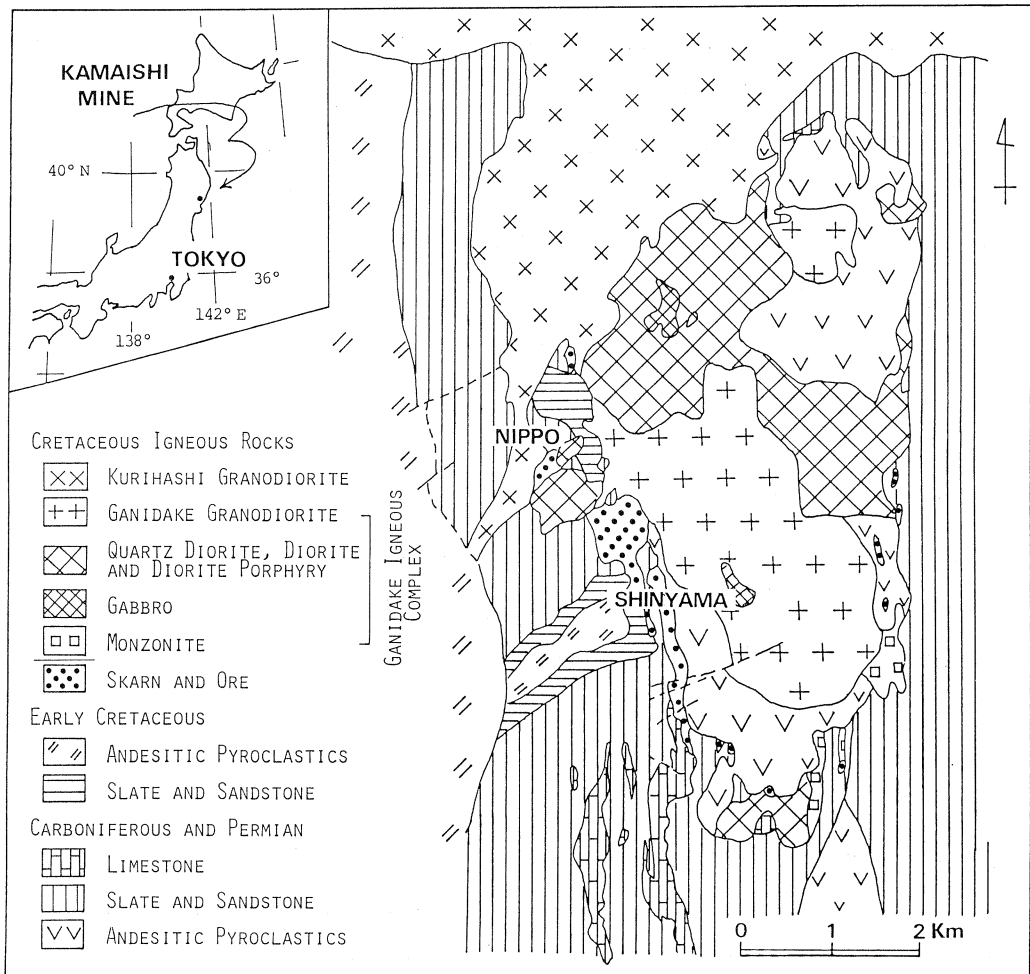 KAMAISHI
MINE
40° N
TOKYO
36°
142° E
138°
CRETACEOUS IGNEOUS ROCKS
KURIHASHI GRANODIORITE
GANIDAKE GRANODIORITE
QUARTZ DIORITE, DIORITE
AND DIORITE PORPHYRY
GABBRO
MONZONITE
GANIDAKE IGNEOUS
COMPLEX
SKARN AND ORE
EARLY CRETACEOUS
ANDESITIC PYROCLASTICS
SLATE AND SANDSTONE
CARBONIFEROUS AND PERMIAN
LIMESTONE
SLATE AND SANDSTONE
ANDESITIC PYROCLASTICS
NIPPO
SHINYAMA
0 1 2 Km